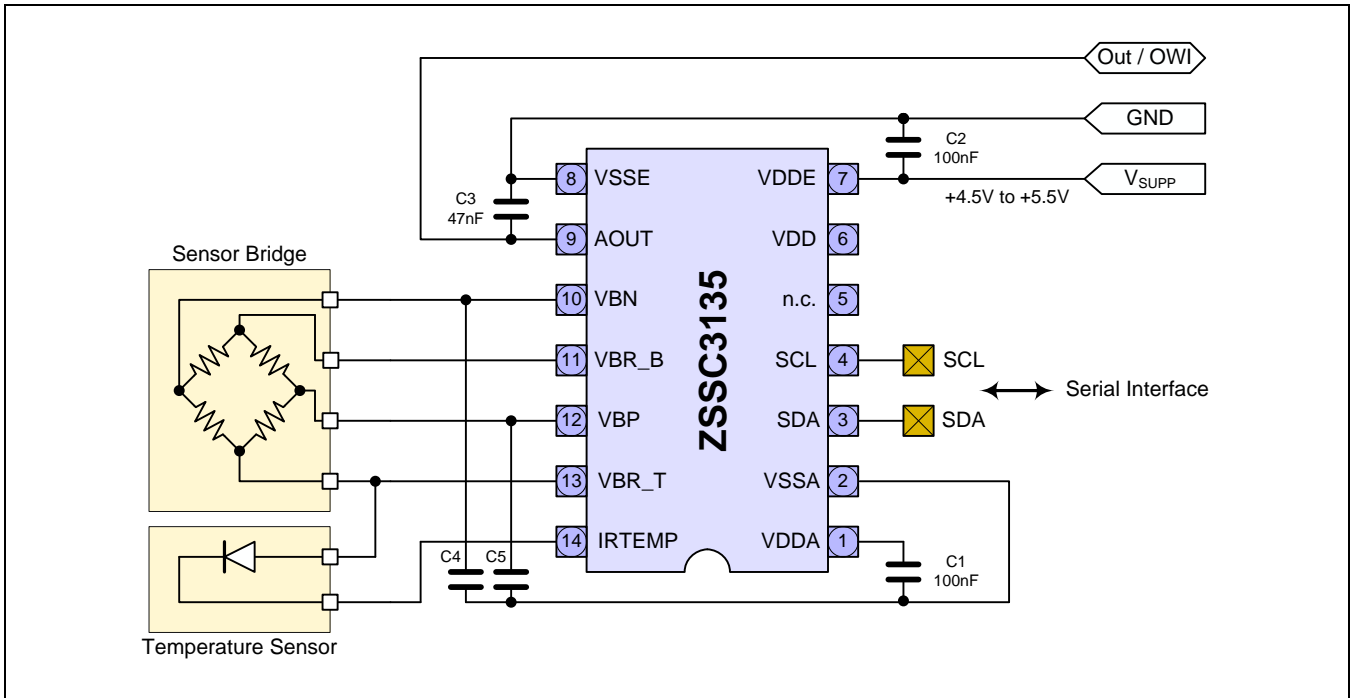 Out / OWI
GND
C2
100nF
V_SUPP
+4.5V to +5.5V
8 VSSE
VDDE 7
C3
47nF
9 AOUT
VDD 6
Sensor Bridge
10 VBN
n.c. 5
ZSSC3135
11 VBR_B
SCL 4
SCL
Serial Interface
12 VBP
SDA 3
SDA
13 VBR_T
VSSA 2
14 IRTEMP
VDDA 1
C4
C5
C1
100nF
Temperature Sensor